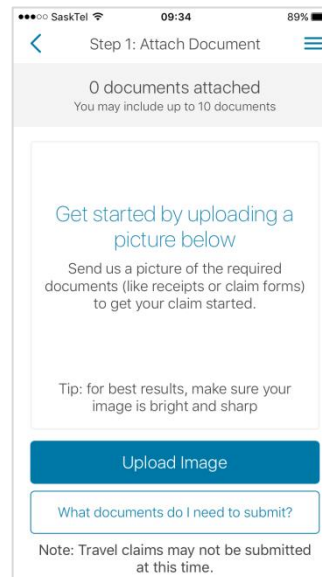 SaskTel 09:34 89%
Step 1: Attach Document
0 documents attached
You may include up to 10 documents
Get started by uploading a
picture below
Send us a picture of the required
documents (like receipts or claim forms)
to get your claim started.
Tip: for best results, make sure your
image is bright and sharp
Upload Image
What documents do I need to submit?
Note: Travel claims may not be submitted
at this time.